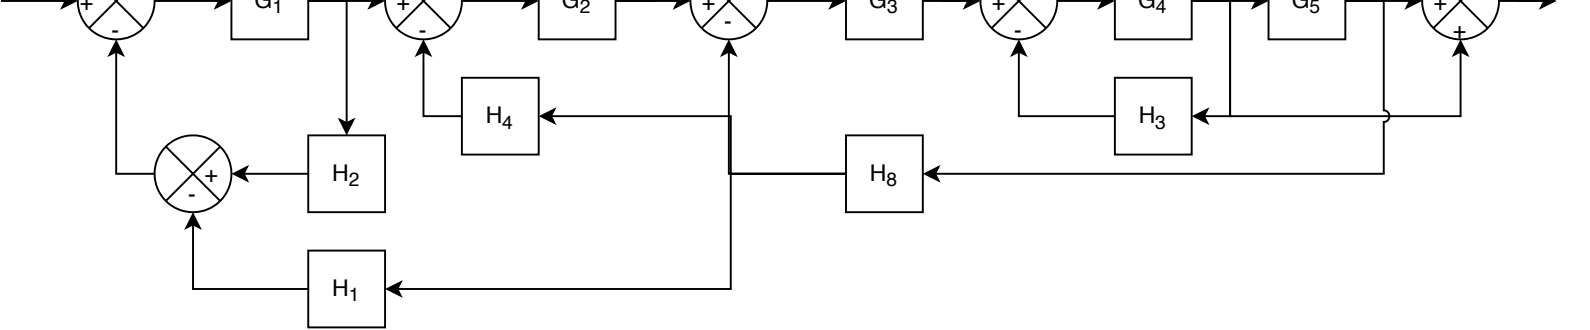 + G₁ + G₂ + G₃ + G₄ G₅ +
- - - - +
H₄ H₃
+ H₂ H₈
-
H₁